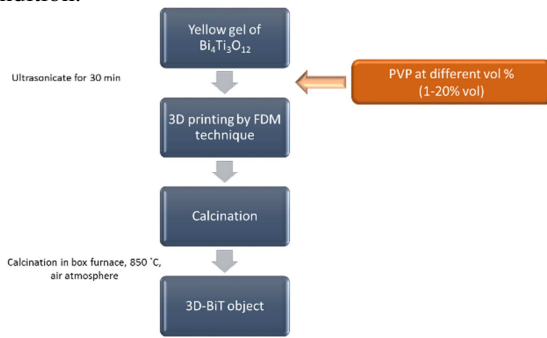 Yellow gel of
Bi₄Ti₃O₁₂
PVP at different vol %
(1-20% vol)
Ultrasonicate for 30 min
3D printing by FDM
technique
Calcination
Calcination in box furnace, 850 ˚C,
air atmosphere
3D-BiT object